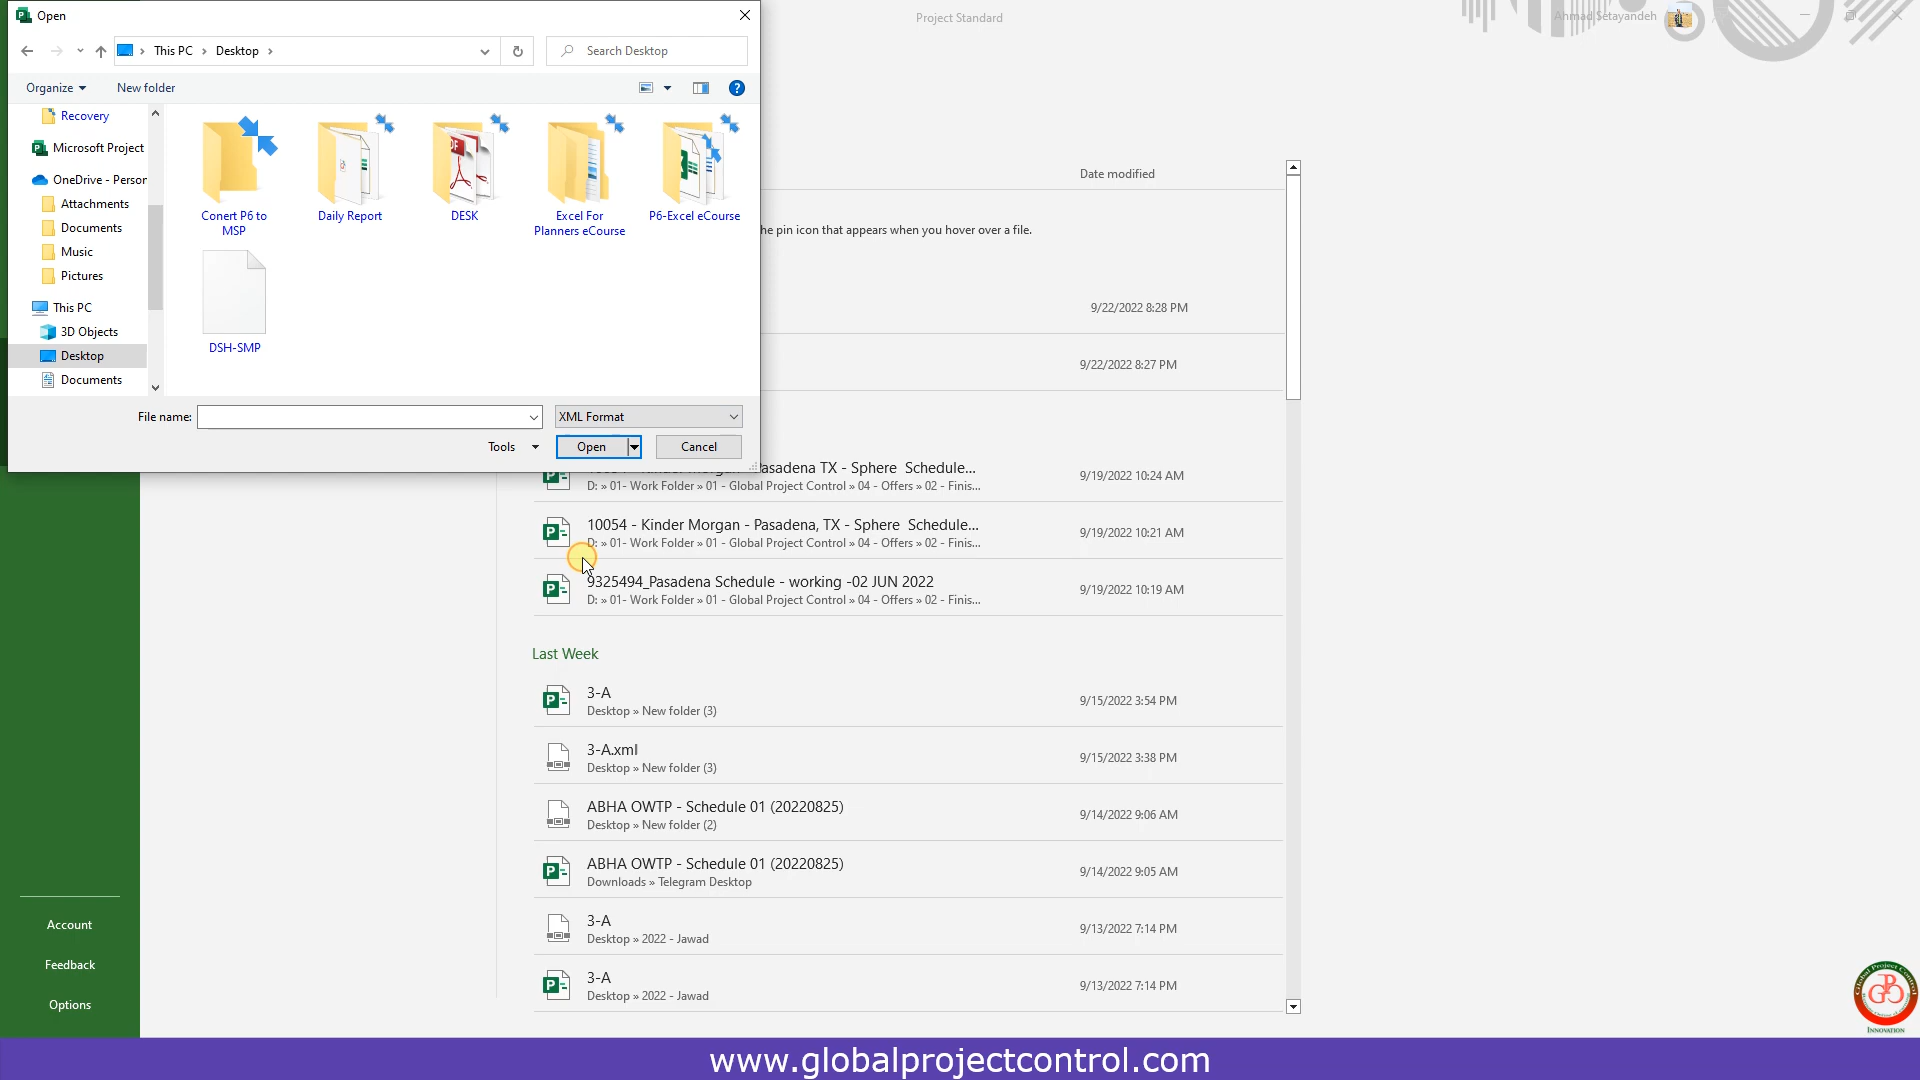 Open
Project Standard
Ahmad Setayandeh
This PC
Desktop
Search Desktop
Organize
New folder
Recovery
Microsoft Project
OneDrive - Person
Attachments
Documents
Music
Pictures
This PC
3D Objects
Desktop
Documents
Conert P6 to
MSP
Daily Report
DESK
Excel For
Planners eCourse
P6-Excel eCourse
DSH-SMP
File name:
XML Format
Tools
Open
Cancel
Date modified
he pin icon that appears when you hover over a file.
9/22/2022 8:28 PM
9/22/2022 8:27 PM
asadena TX - Sphere Schedule...
D: » 01- Work Folder » 01 - Global Project Control » 04 - Offers » 02 - Finis...
9/19/2022 10:24 AM
10054 - Kinder Morgan - Pasadena, TX - Sphere Schedule...
D: » 01- Work Folder » 01 - Global Project Control » 04 - Offers » 02 - Finis...
9/19/2022 10:21 AM
9325494_Pasadena Schedule - working -02 JUN 2022
D: » 01- Work Folder » 01 - Global Project Control » 04 - Offers » 02 - Finis...
9/19/2022 10:19 AM
Last Week
3-A
Desktop » New folder (3)
9/15/2022 3:54 PM
3-A.xml
Desktop » New folder (3)
9/15/2022 3:38 PM
ABHA OWTP - Schedule 01 (20220825)
Desktop » New folder (2)
9/14/2022 9:06 AM
ABHA OWTP - Schedule 01 (20220825)
Downloads » Telegram Desktop
9/14/2022 9:05 AM
3-A
Desktop » 2022 - Jawad
9/13/2022 7:14 PM
3-A
Desktop » 2022 - Jawad
9/13/2022 7:14 PM
Account
Feedback
Options
Global Project Control
GPC
INNOVATION
www.globalprojectcontrol.com